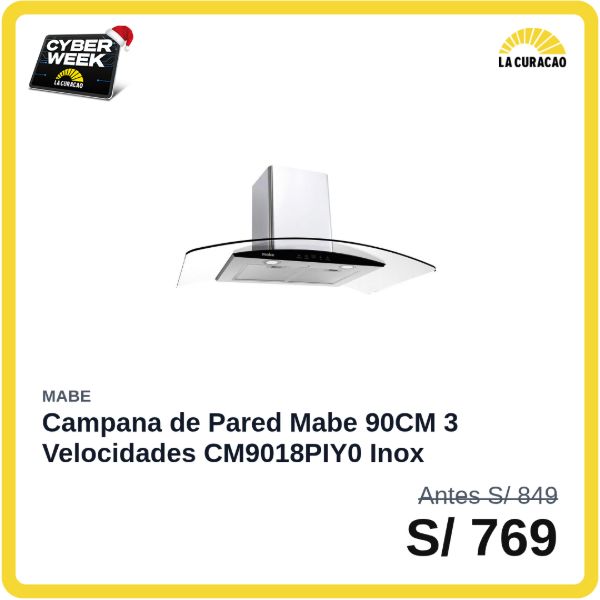 CYBER
WEEK
LA CURACAO
LA CURACAO
mabe
MABE
Campana de Pared Mabe 90CM 3
Velocidades CM9018PIY0 Inox
Antes S/ 849
S/ 769